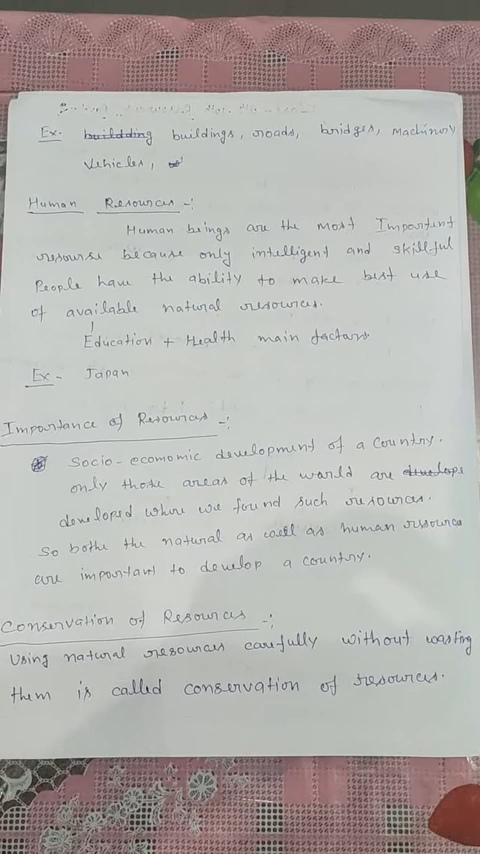 Ex. buildding buildings, roads, bridges, Machinery
Vehicles,
Human Resources -:
Human beings are the most Important
resourse because only intelligent and skillful
People have the ability to make best use
of available natural resources.
Education + Health main factors
Ex - Japan
Importance of Resources -:
Socio-economic development of a country.
only those areas of the world are develope
developed where we found such resources.
So bothe the natural as well as human resource
are important to develop a country.
Conservation of Resources -:
Using natural resources carefully without wasting
them is called conservation of resources.